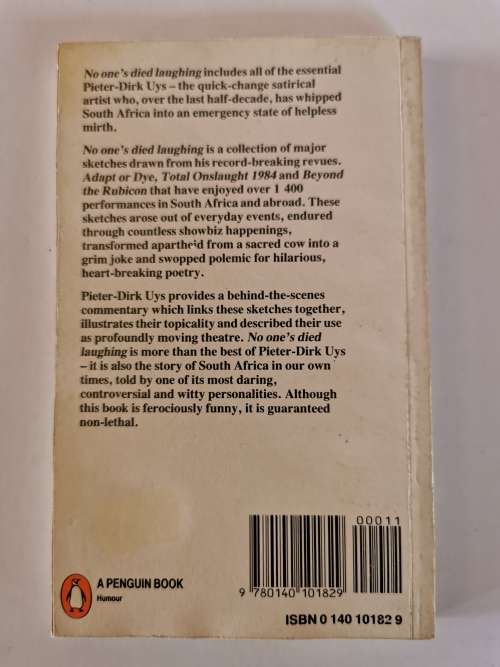 No one's died laughing includes all of the essential
Pieter-Dirk Uys – the quick-change satirical
artist who, over the last half-decade, has whipped
South Africa into an emergency state of helpless
mirth.
No one's died laughing is a collection of major
sketches drawn from his record-breaking revues.
Adapt or Dye, Total Onslaught 1984 and Beyond
the Rubicon that have enjoyed over 1 400
performances in South Africa and abroad. These
sketches arose out of everyday events, endured
through countless showbiz happenings,
transformed apartheid from a sacred cow into a
grim joke and swopped polemic for hilarious,
heart-breaking poetry.
Pieter-Dirk Uys provides a behind-the-scenes
commentary which links these sketches together,
illustrates their topicality and described their use
as profoundly moving theatre. No one's died
laughing is more than the best of Pieter-Dirk Uys
– it is also the story of South Africa in our own
times, told by one of its most daring,
controversial and witty personalities. Although
this book is ferociously funny, it is guaranteed
non-lethal.
00011
9 780140 101829
A PENGUIN BOOK
Humour
ISBN 0 140 10182 9